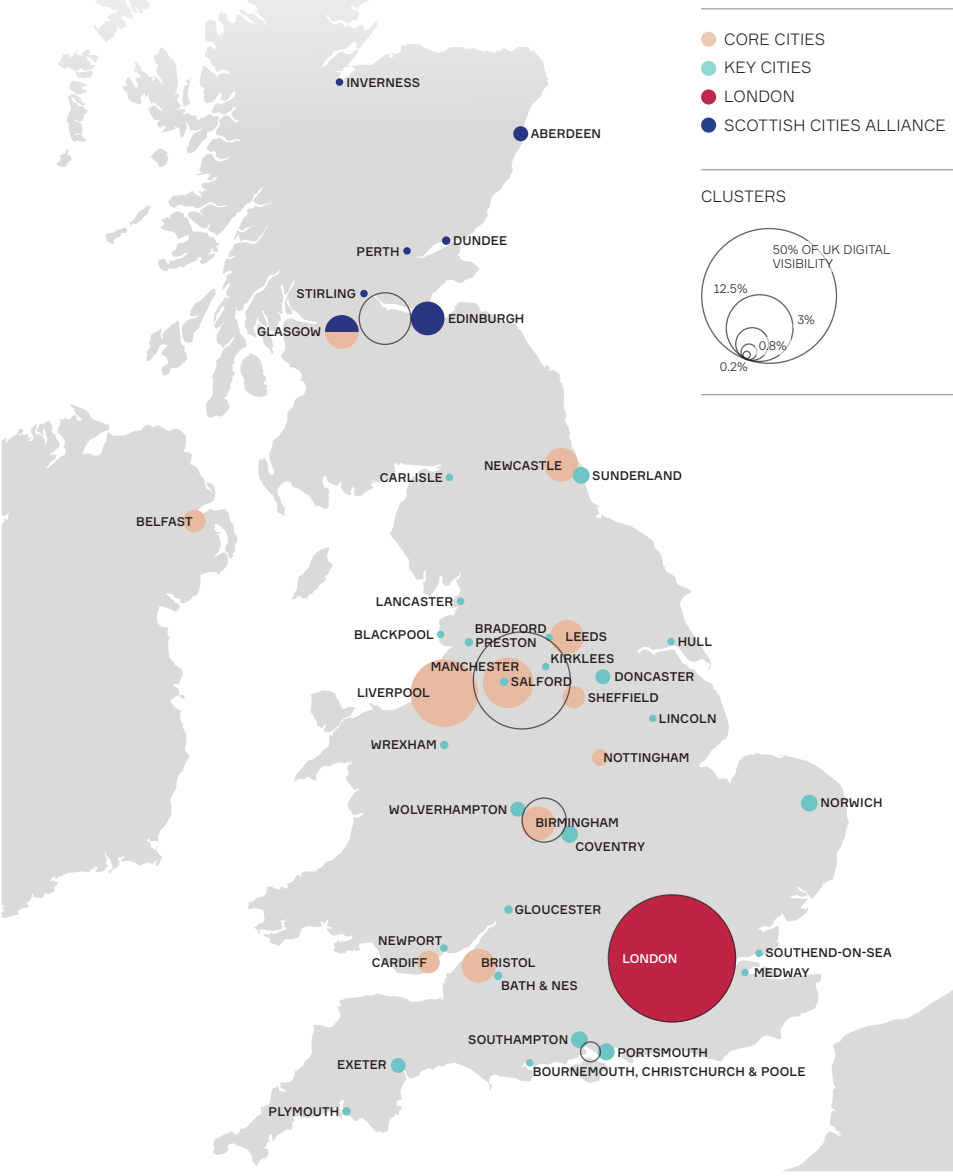 CORE CITIES
KEY CITIES
LONDON
SCOTTISH CITIES ALLIANCE
CLUSTERS
50% OF UK DIGITAL
VISIBILITY
12.5%
3%
0.8%
0.2%
INVERNESS
ABERDEEN
DUNDEE
PERTH
STIRLING
EDINBURGH
GLASGOW
NEWCASTLE
SUNDERLAND
CARLISLE
BELFAST
LANCASTER
BRADFORD
BLACKPOOL
LEEDS
PRESTON
HULL
KIRKLEES
MANCHESTER
DONCASTER
SALFORD
LIVERPOOL
SHEFFIELD
LINCOLN
WREXHAM
NOTTINGHAM
NORWICH
WOLVERHAMPTON
BIRMINGHAM
COVENTRY
GLOUCESTER
NEWPORT
SOUTHEND-ON-SEA
LONDON
CARDIFF
BRISTOL
MEDWAY
BATH & NES
SOUTHAMPTON
PORTSMOUTH
EXETER
BOURNEMOUTH, CHRISTCHURCH & POOLE
PLYMOUTH